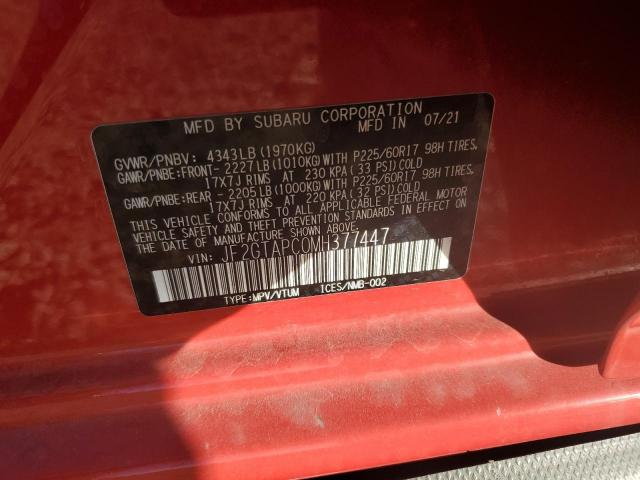 MFD BY SUBARU CORPORATION
MFD IN 07/21
GVWR/PNBV: 4343LB (1970KG)
GAWR/PNBE:FRONT- 2227LB (1010KG)WITH P225/60R17 98H TIRES,
17X7J RIMS AT 230 KPA (33 PSI) COLD
GAWR/PNBE:REAR - 2205LB (1000KG)WITH P225/60R17 98H TIRES,
17X7J RIMS AT 220 KPA (32 PSI) COLD
THIS VEHICLE CONFORMS TO ALL APPLICABLE FEDERAL MOTOR
VEHICLE SAFETY AND THEFT PREVENTION STANDARDS IN EFFECT ON
THE DATE OF MANUFACTURE SHOWN ABOVE.
VIN: JF2GTAPC0MH377447
TYPE:MPV/VTUM ICES/NMB-002